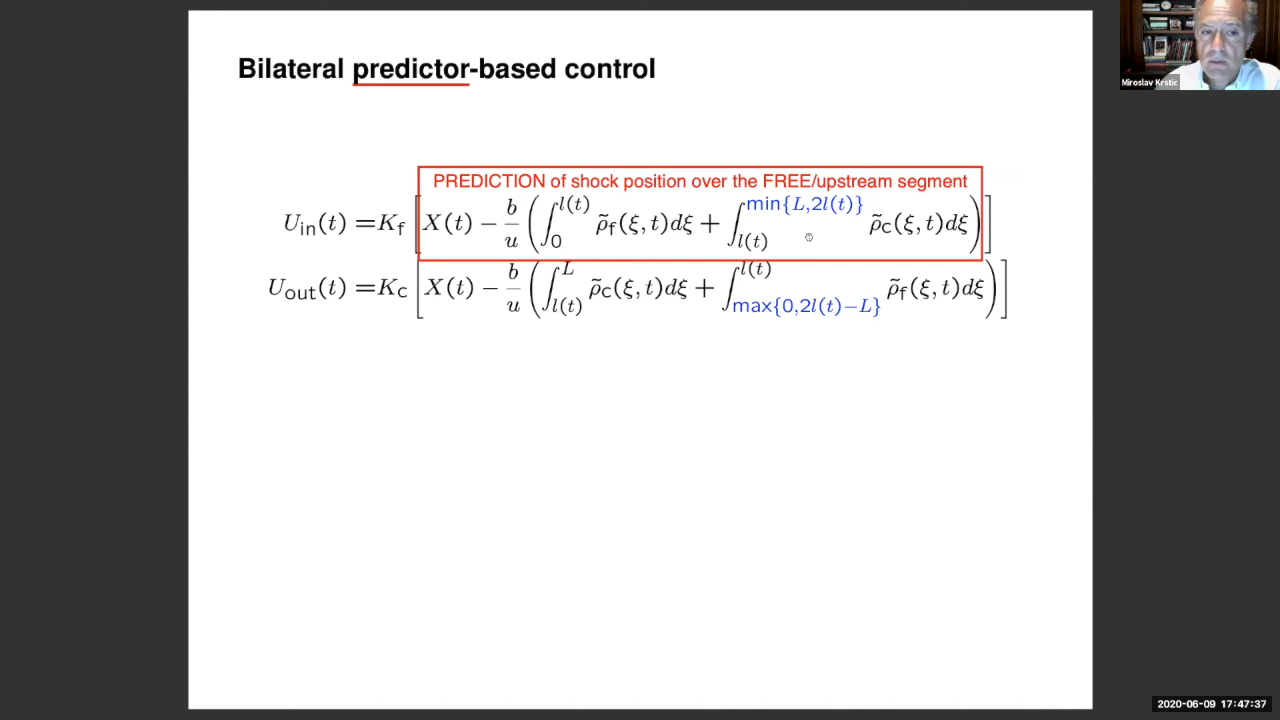 Bilateral predictor-based control
Miroslav Krstic
PREDICTION of shock position over the FREE/upstream segment
U_in(t) = K_f [ X(t) − b/u ( ∫_0^{l(t)} ρ̃_f(ξ,t)dξ + ∫_{l(t)}^{min{L,2l(t)}} ρ̃_c(ξ,t)dξ ) ]
U_out(t) = K_c [ X(t) − b/u ( ∫_{l(t)}^{L} ρ̃_c(ξ,t)dξ + ∫_{max{0,2l(t)−L}}^{l(t)} ρ̃_f(ξ,t)dξ ) ]
2020-06-09 17:47:37